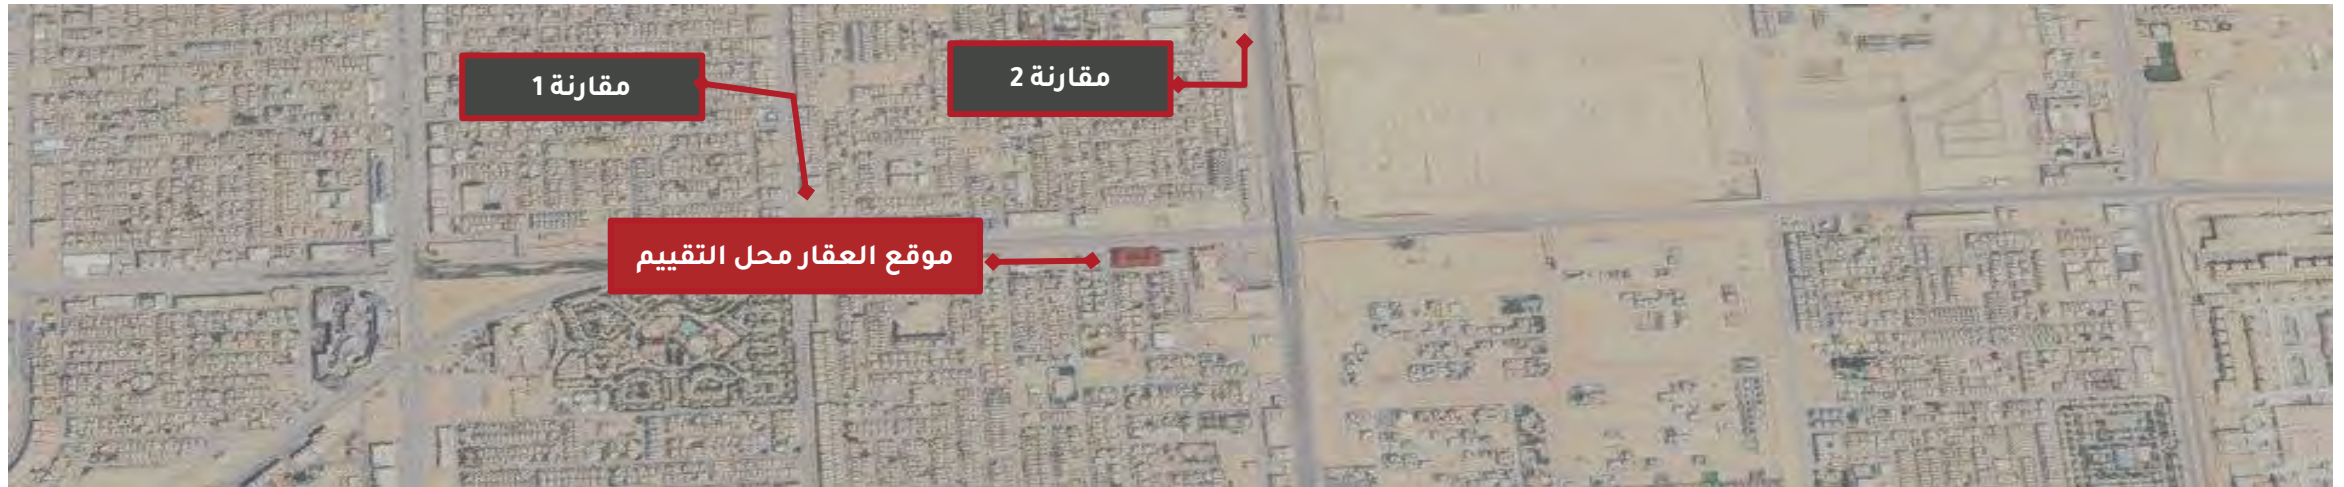 مقارنة 2
مقارنة 1
موقع العقار محل التقييم